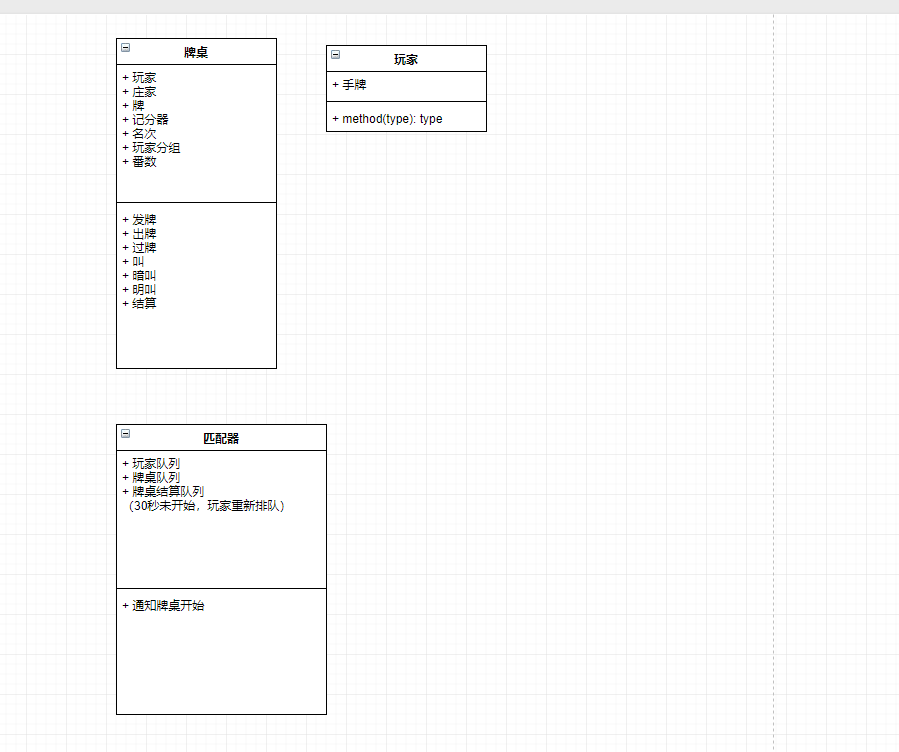 牌桌
+ 玩家
+ 庄家
+ 牌
+ 记分器
+ 名次
+ 玩家分组
+ 番数
+ 发牌
+ 出牌
+ 过牌
+ 叫
+ 暗叫
+ 明叫
+ 结算
玩家
+ 手牌
+ method(type): type
匹配器
+ 玩家队列
+ 牌桌队列
+ 牌桌结算队列
（30秒未开始，玩家重新排队）
+ 通知牌桌开始